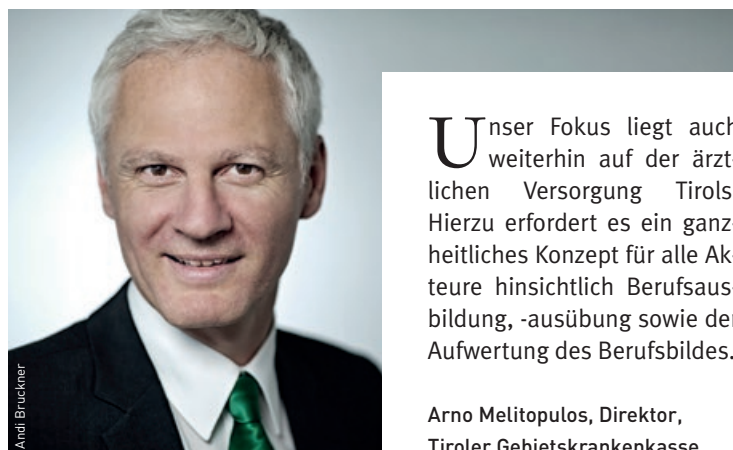 Unser Fokus liegt auch
weiterhin auf der ärzt-
lichen Versorgung Tirols.
Hierzu erfordert es ein ganz-
heitliches Konzept für alle Ak-
teure hinsichtlich Berufsaus-
bildung, -ausübung sowie der
Aufwertung des Berufsbildes.
Arno Melitopulos, Direktor,
Tiroler Gebietskrankenkasse
Andi Bruckner